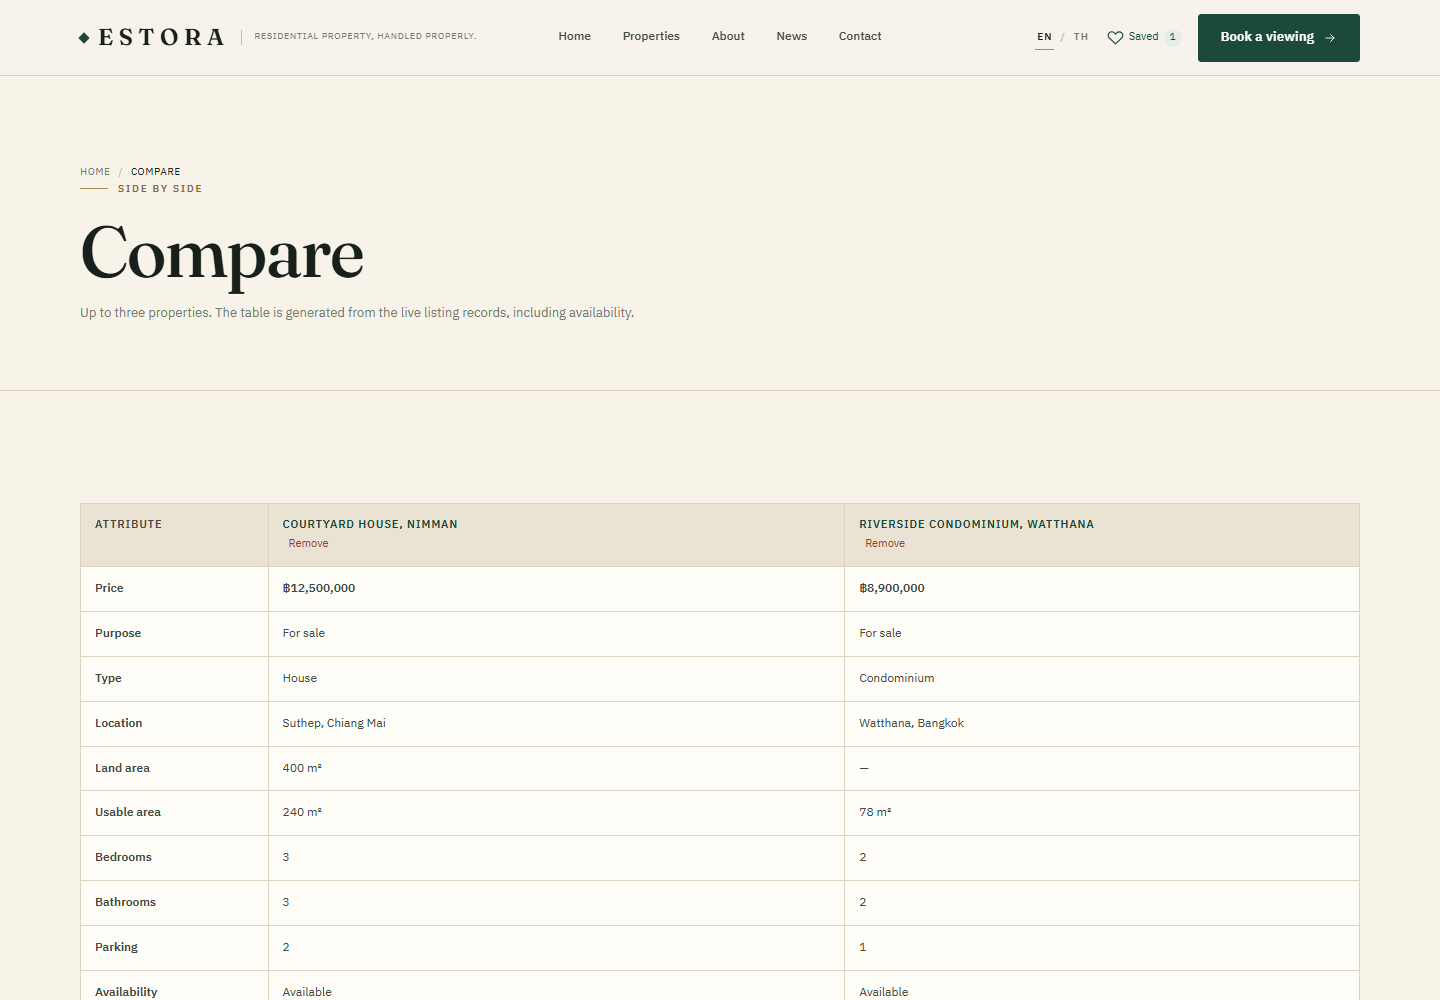 ESTORA
RESIDENTIAL PROPERTY, HANDLED PROPERLY.
Home Properties About News Contact
EN / TH
Saved 1
Book a viewing →
HOME / COMPARE
SIDE BY SIDE
Compare
Up to three properties. The table is generated from the live listing records, including availability.
ATTRIBUTE COURTYARD HOUSE, NIMMAN RIVERSIDE CONDOMINIUM, WATTHANA
Remove Remove
Price ฿12,500,000 ฿8,900,000
Purpose For sale For sale
Type House Condominium
Location Suthep, Chiang Mai Watthana, Bangkok
Land area 400 m² —
Usable area 240 m² 78 m²
Bedrooms 3 2
Bathrooms 3 2
Parking 2 1
Availability Available Available